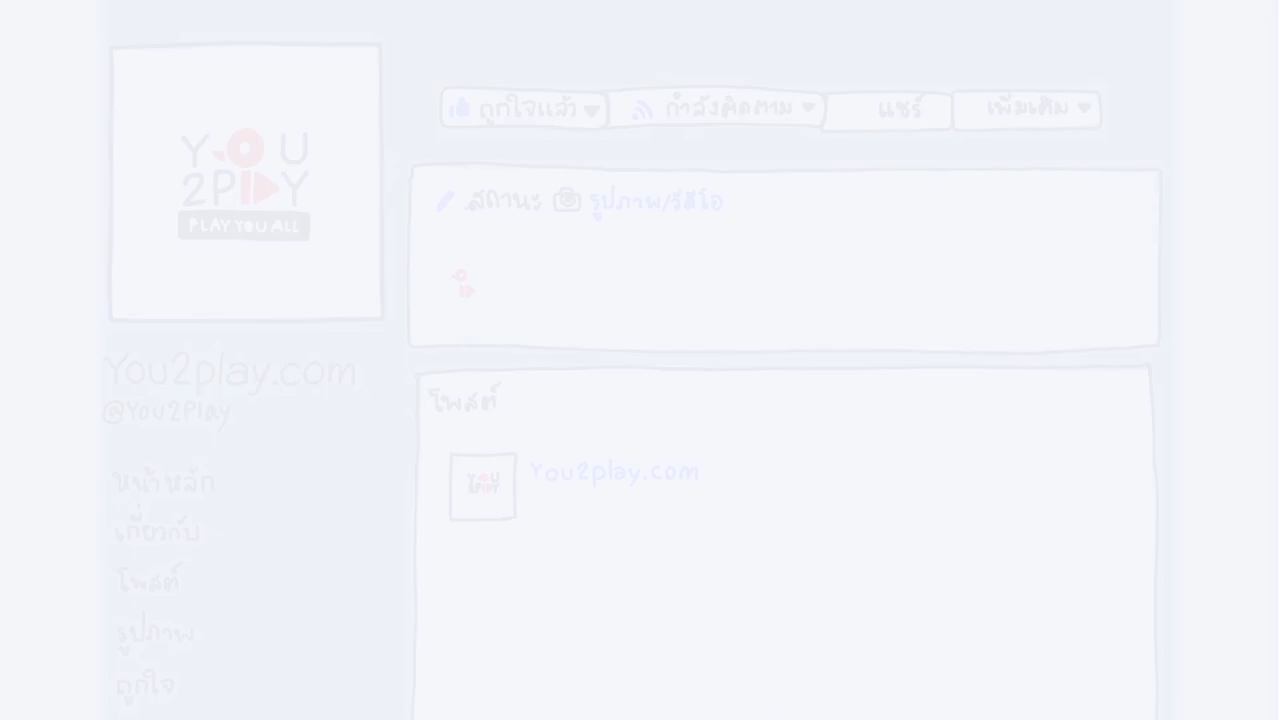 Y-OU
2PLAY
PLAY YOU ALL
ถูกใจแล้ว
กำลังติดตาม
แชร์
เพิ่มเติม
สถานะ รูปภาพ/วีดีโอ
You2play.com
@You2Play
หน้าหลัก
เกี่ยวกับ
โพสต์
รูปภาพ
ถูกใจ
โพสต์
YOU
2PLAY
You2play.com